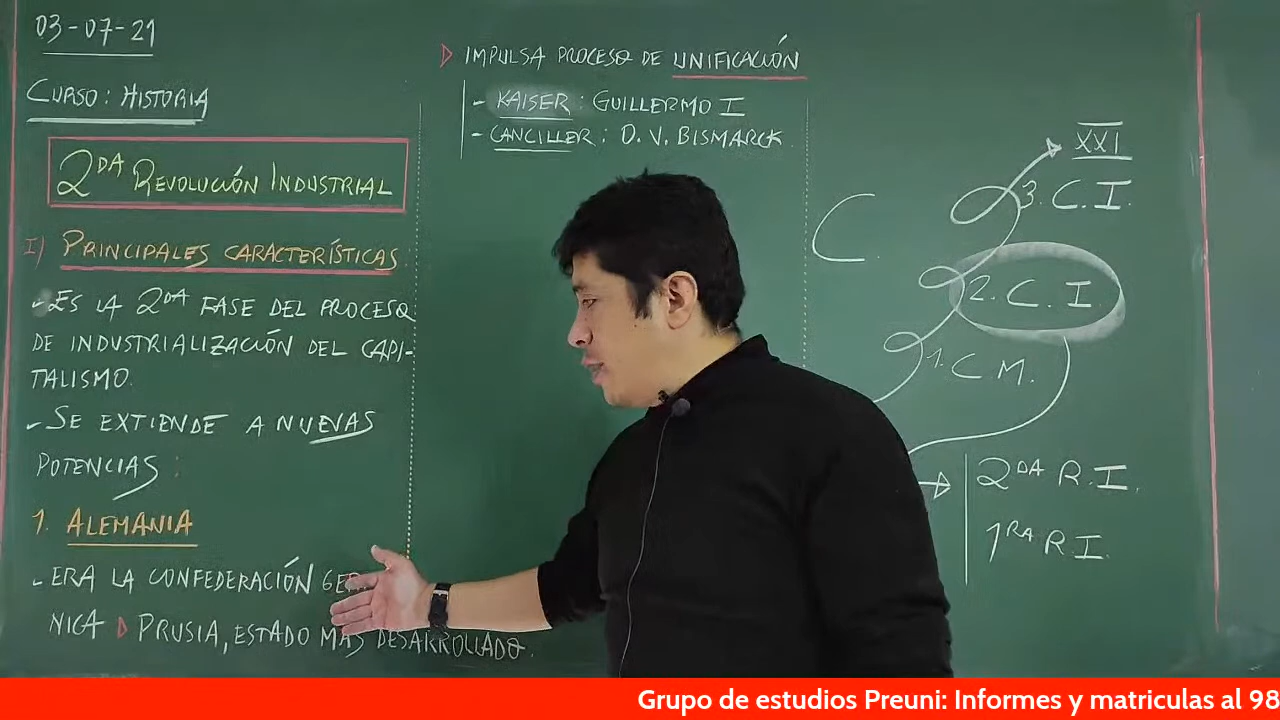 03-07-21
CURSO: HISTORIA
2DA REVOLUCIÓN INDUSTRIAL
I) PRINCIPALES CARACTERÍSTICAS
- ES LA 2DA FASE DEL PROCESO
DE INDUSTRIALIZACIÓN DEL CAPI-
TALISMO.
- SE EXTIENDE A NUEVAS
POTENCIAS:
1. ALEMANIA
- ERA LA CONFEDERACIÓN
NICA ▷ PRUSIA, ESTADO MAS DESARROLLADO.
▷ IMPULSA PROCESO DE UNIFICACIÓN
- KAISER: GUILLERMO I
- CANCILLER: O. V. BISMARCK
XXI
3. C. I.
C.
2. C. I.
1. C M.
→ 2DA R. I.
1RA R I.
Grupo de estudios Preuni: Informes y matriculas al 98